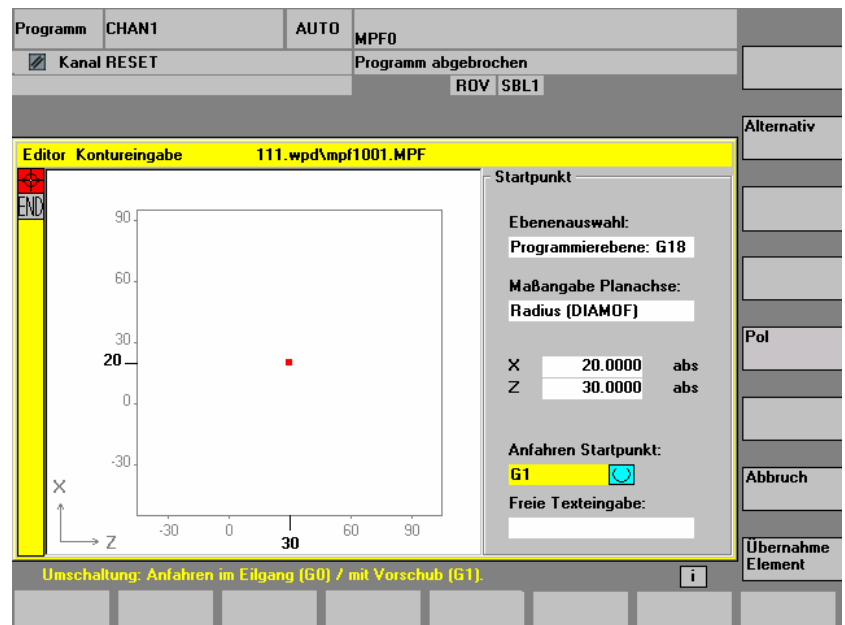 Programm CHAN1 AUTO MPF0
Kanal RESET Programm abgebrochen
ROV SBL1
Alternativ
Editor Kontureingabe 111.wpd\mpf1001.MPF
END
Startpunkt
Ebenenauswahl:
Programmierebene: G18
Maßangabe Planachse:
Radius (DIAMOF)
X 20.0000 abs
Z 30.0000 abs
Anfahren Startpunkt:
G1
Freie Texteingabe:
90
60
30
20
0
-30
X
Z
-30 0 30 60 90
Pol
Abbruch
Übernahme
Element
Umschaltung: Anfahren im Eilgang (G0) / mit Vorschub (G1). i